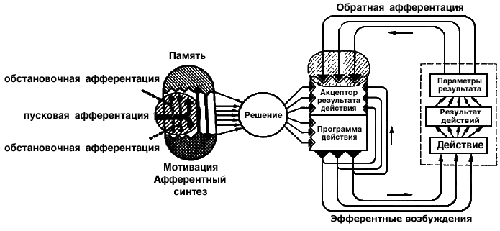 Обратная афферентация
Память
обстановочная афферентация
пусковая афферентация
обстановочная афферентация
Мотивация
Афферентный
синтез
Решение
Акцептор
результата
действия
Программа
действия
Параметры
результата
Результат
действий
Действие
Эфферентные возбуждения